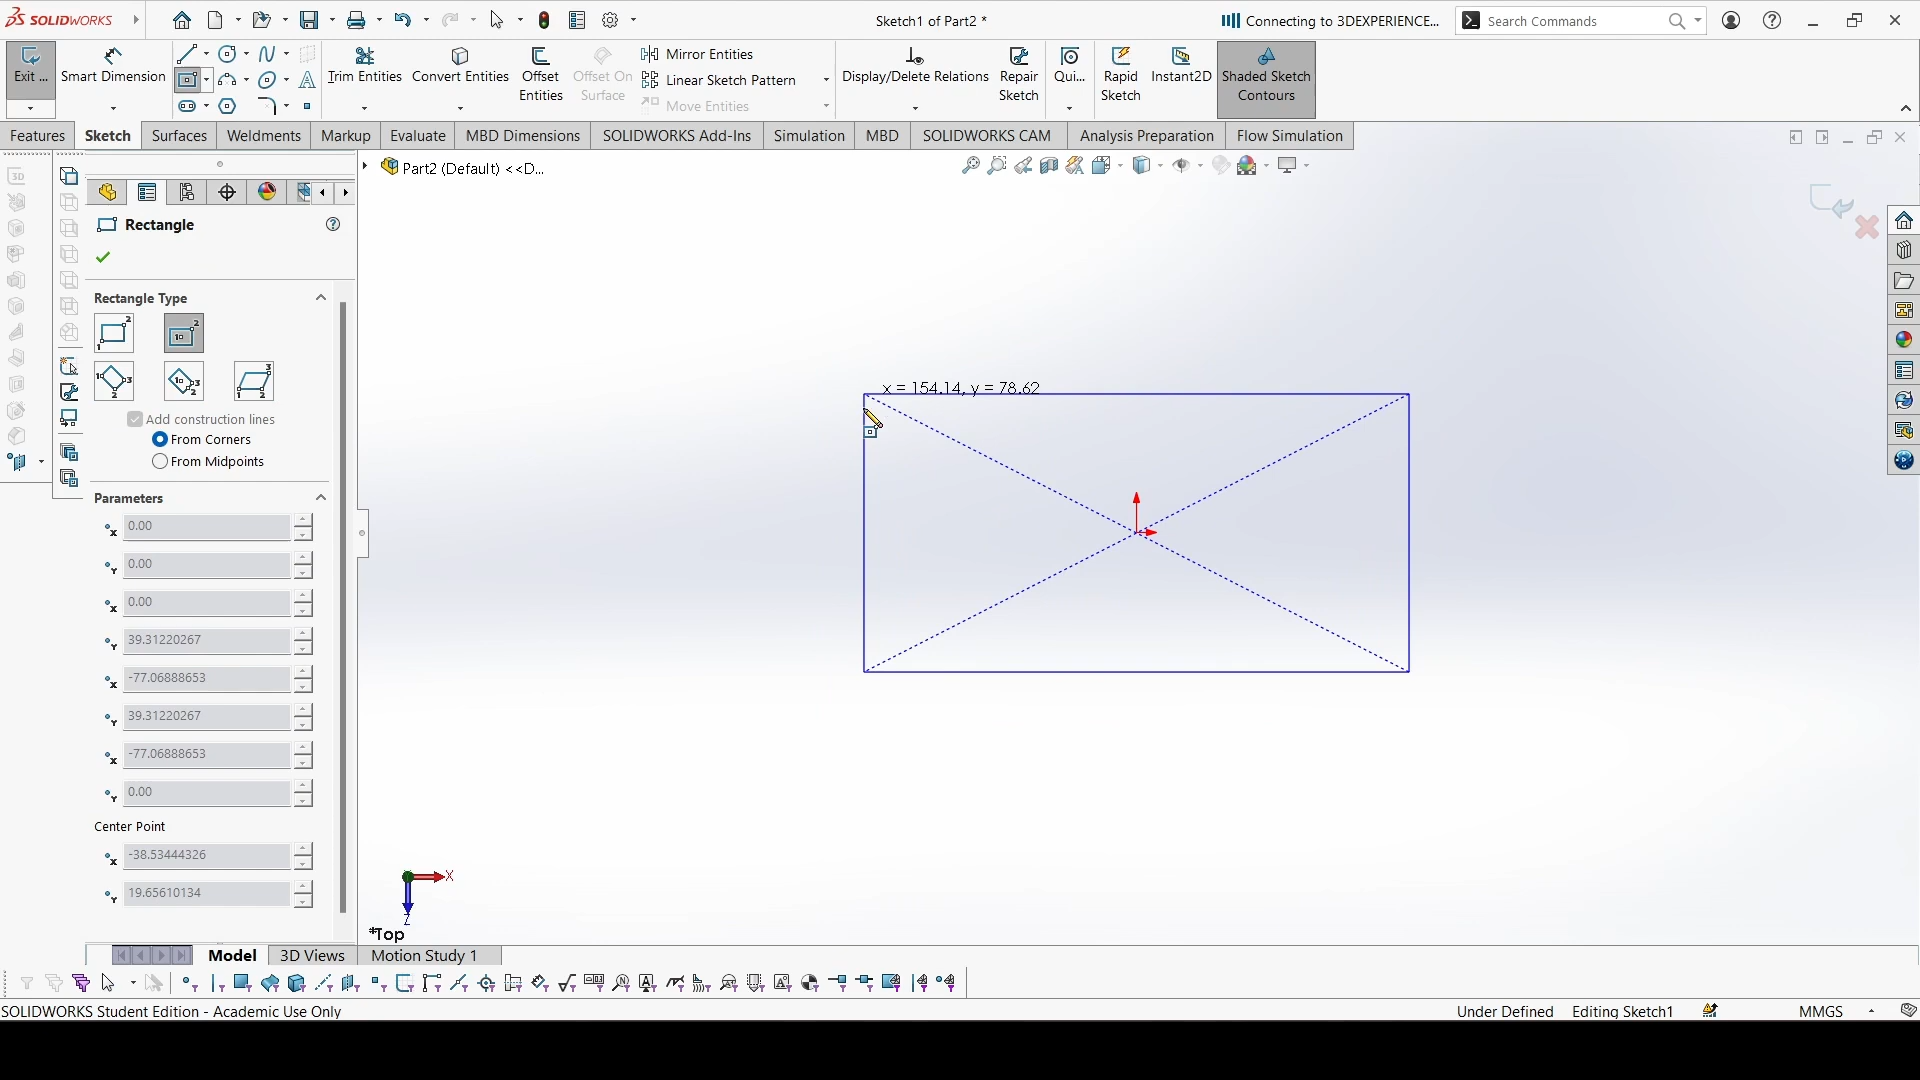 SOLIDWORKS
Sketch1 of Part2 *
Connecting to 3DEXPERIENCE...
Search Commands
Exit ...
Smart Dimension
Trim Entities
Convert Entities
Offset Entities
Offset On Surface
Mirror Entities
Linear Sketch Pattern
Move Entities
Display/Delete Relations
Repair Sketch
Qui...
Rapid Sketch
Instant2D
Shaded Sketch Contours
Features
Sketch
Surfaces
Weldments
Markup
Evaluate
MBD Dimensions
SOLIDWORKS Add-Ins
Simulation
MBD
SOLIDWORKS CAM
Analysis Preparation
Flow Simulation
Part2 (Default) <<D...
Rectangle
Rectangle Type
Add construction lines
From Corners
From Midpoints
Parameters
0.00
0.00
0.00
39.31220267
-77.06888653
39.31220267
-77.06888653
0.00
Center Point
-38.53444326
19.65610134
x = 154.14, y = 78.62
X
Z
*Top
Model
3D Views
Motion Study 1
SOLIDWORKS Student Edition - Academic Use Only
Under Defined
Editing Sketch1
MMGS